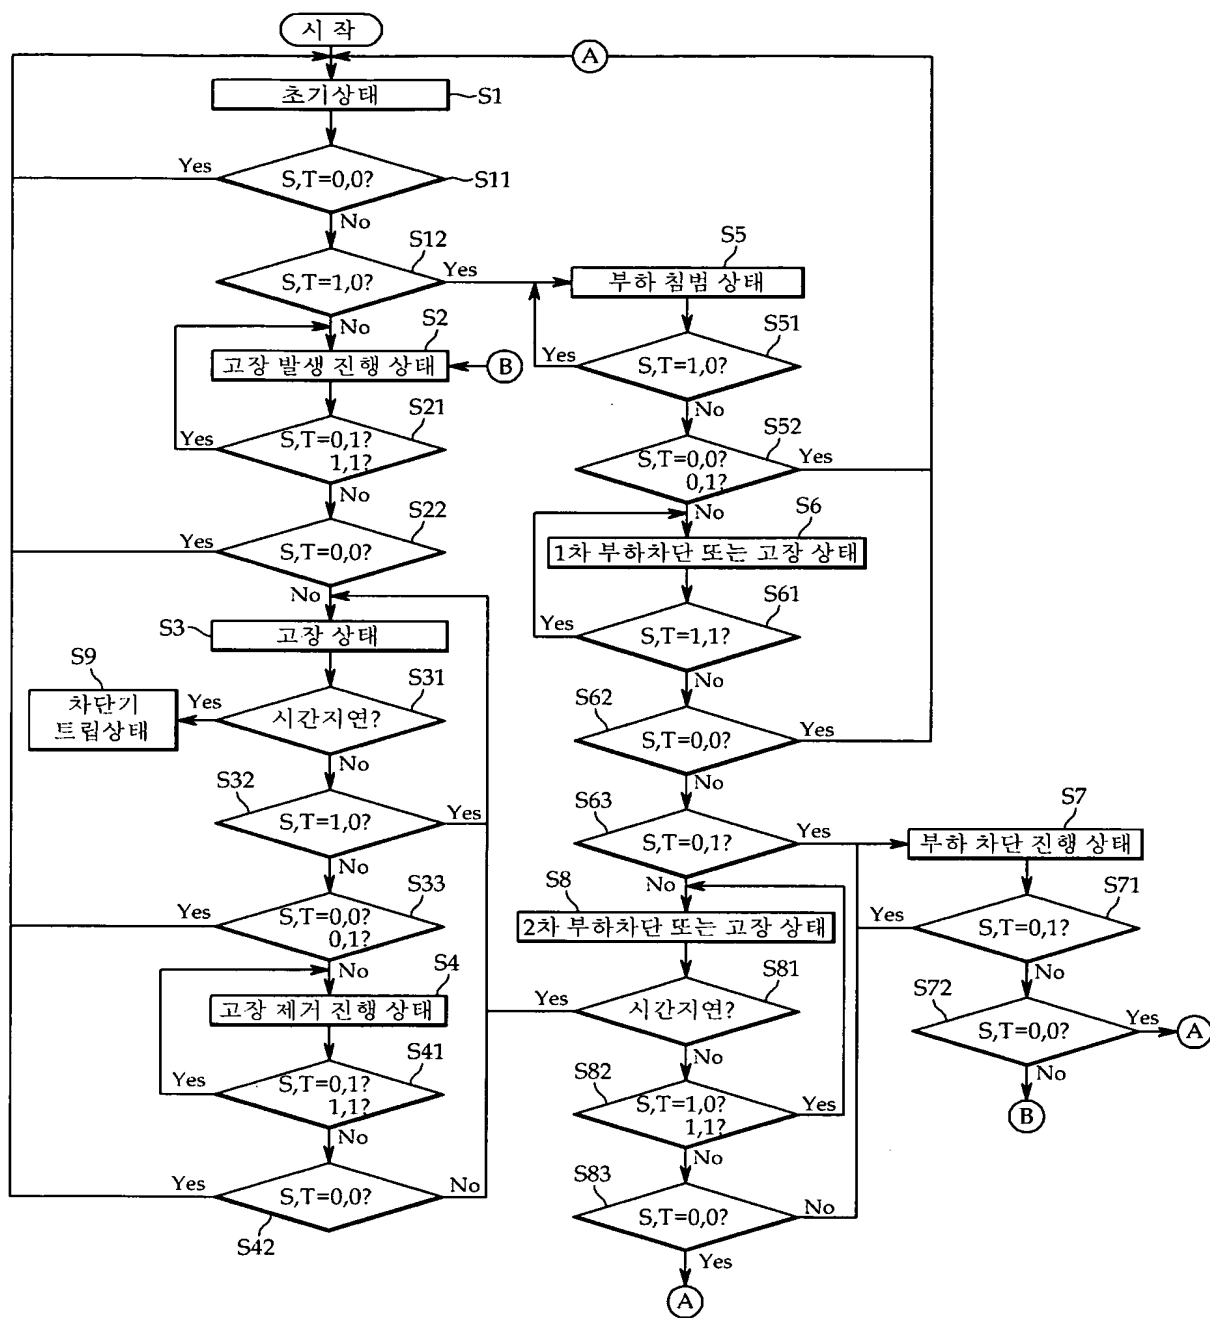 시 작
A
초기상태
S1
Yes
S,T=0,0?
S11
No
S12
S,T=1,0?
Yes
S5
부하 침범 상태
No
S2
고장 발생 진행 상태
B
S51
Yes
S,T=1,0?
No
S21
Yes
S,T=0,1?
1,1?
No
S52
S,T=0,0?
0,1?
Yes
No
S22
Yes
S,T=0,0?
No
S6
1차 부하차단 또는 고장 상태
S61
Yes
S,T=1,1?
No
S3
고장 상태
S9
차단기
트립상태
Yes
S31
시간지연?
No
S62
S,T=0,0?
Yes
No
S32
S,T=1,0?
Yes
No
S63
S,T=0,1?
Yes
No
S7
부하 차단 진행 상태
S33
Yes
S,T=0,0?
0,1?
No
S8
2차 부하차단 또는 고장 상태
S71
Yes
S,T=0,1?
No
S4
고장 제거 진행 상태
S81
Yes
시간지연?
No
S72
S,T=0,0?
Yes
A
No
B
S41
Yes
S,T=0,1?
1,1?
No
S82
S,T=1,0?
1,1?
Yes
No
Yes
S,T=0,0?
No
S42
S83
S,T=0,0?
No
Yes
A